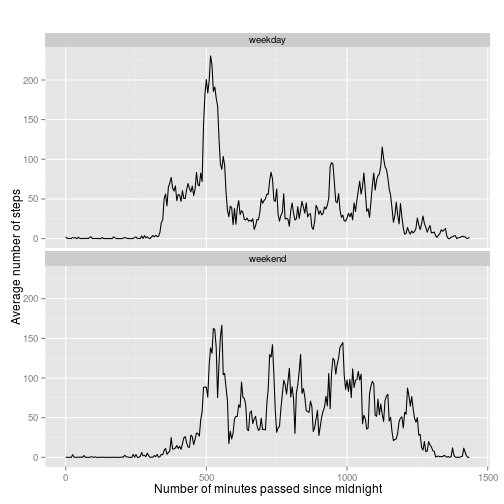 weekday
200
150
100
50
0
Average number of steps
weekend
200
150
100
50
0
0 500 1000 1500
Number of minutes passed since midnight